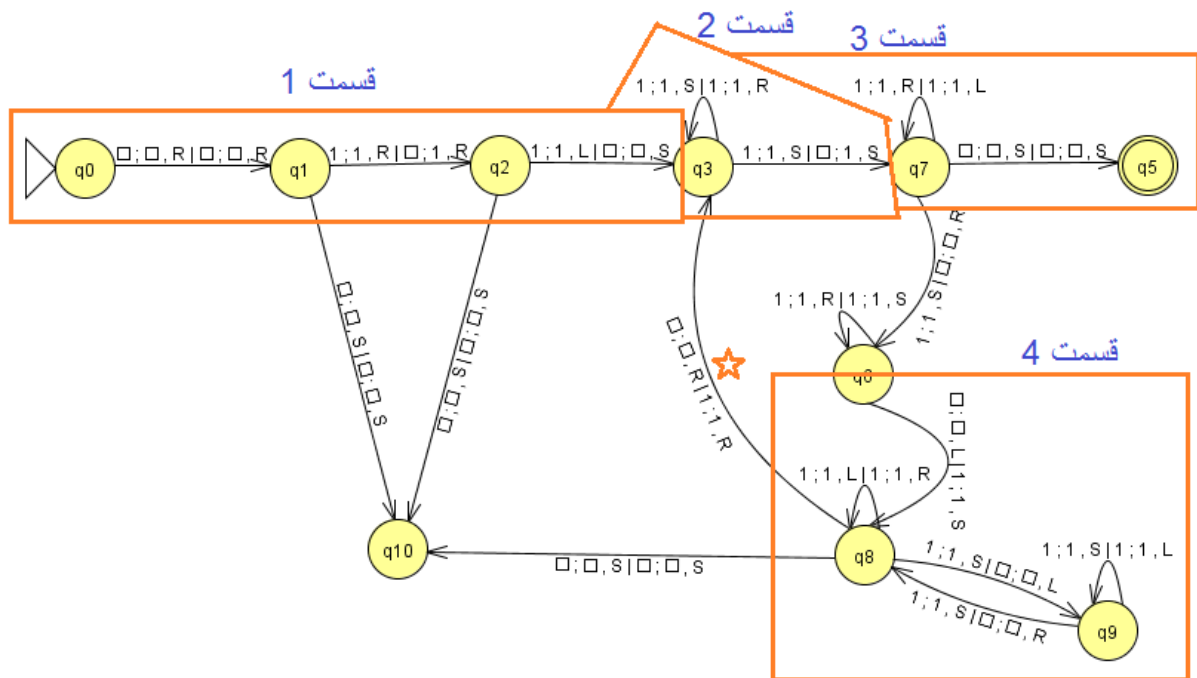 قسمت 1
قسمت 2
قسمت 3
1;1,S|1;1,R
1;1,R|1;1,L
q0
□;□,R|□;□,R
q1
1;1,R|□;1,R
q2
1;1,L|□;□,S
q3
1;1,S|□;1,S
q7
□;□,S|□;□,S
q5
□;□,S|□;□,S
□;□,S|□;□,S
□;□,R|1;1,R
1;1,S|□;□,R
1;1,R|1;1,S
q6
قسمت 4
□;□,L|1;1,S
1;1,L|1;1,R
q10
□;□,S|□;□,S
q8
1;1,S|□;□,L
1;1,S|□;□,R
1;1,S|1;1,L
q9